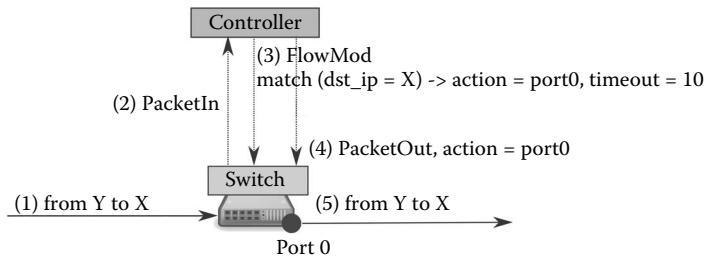 Controller
(3) FlowMod
match (dst_ip = X) -> action = port0, timeout = 10
(2) PacketIn
(4) PacketOut, action = port0
Switch
(1) from Y to X
(5) from Y to X
Port 0